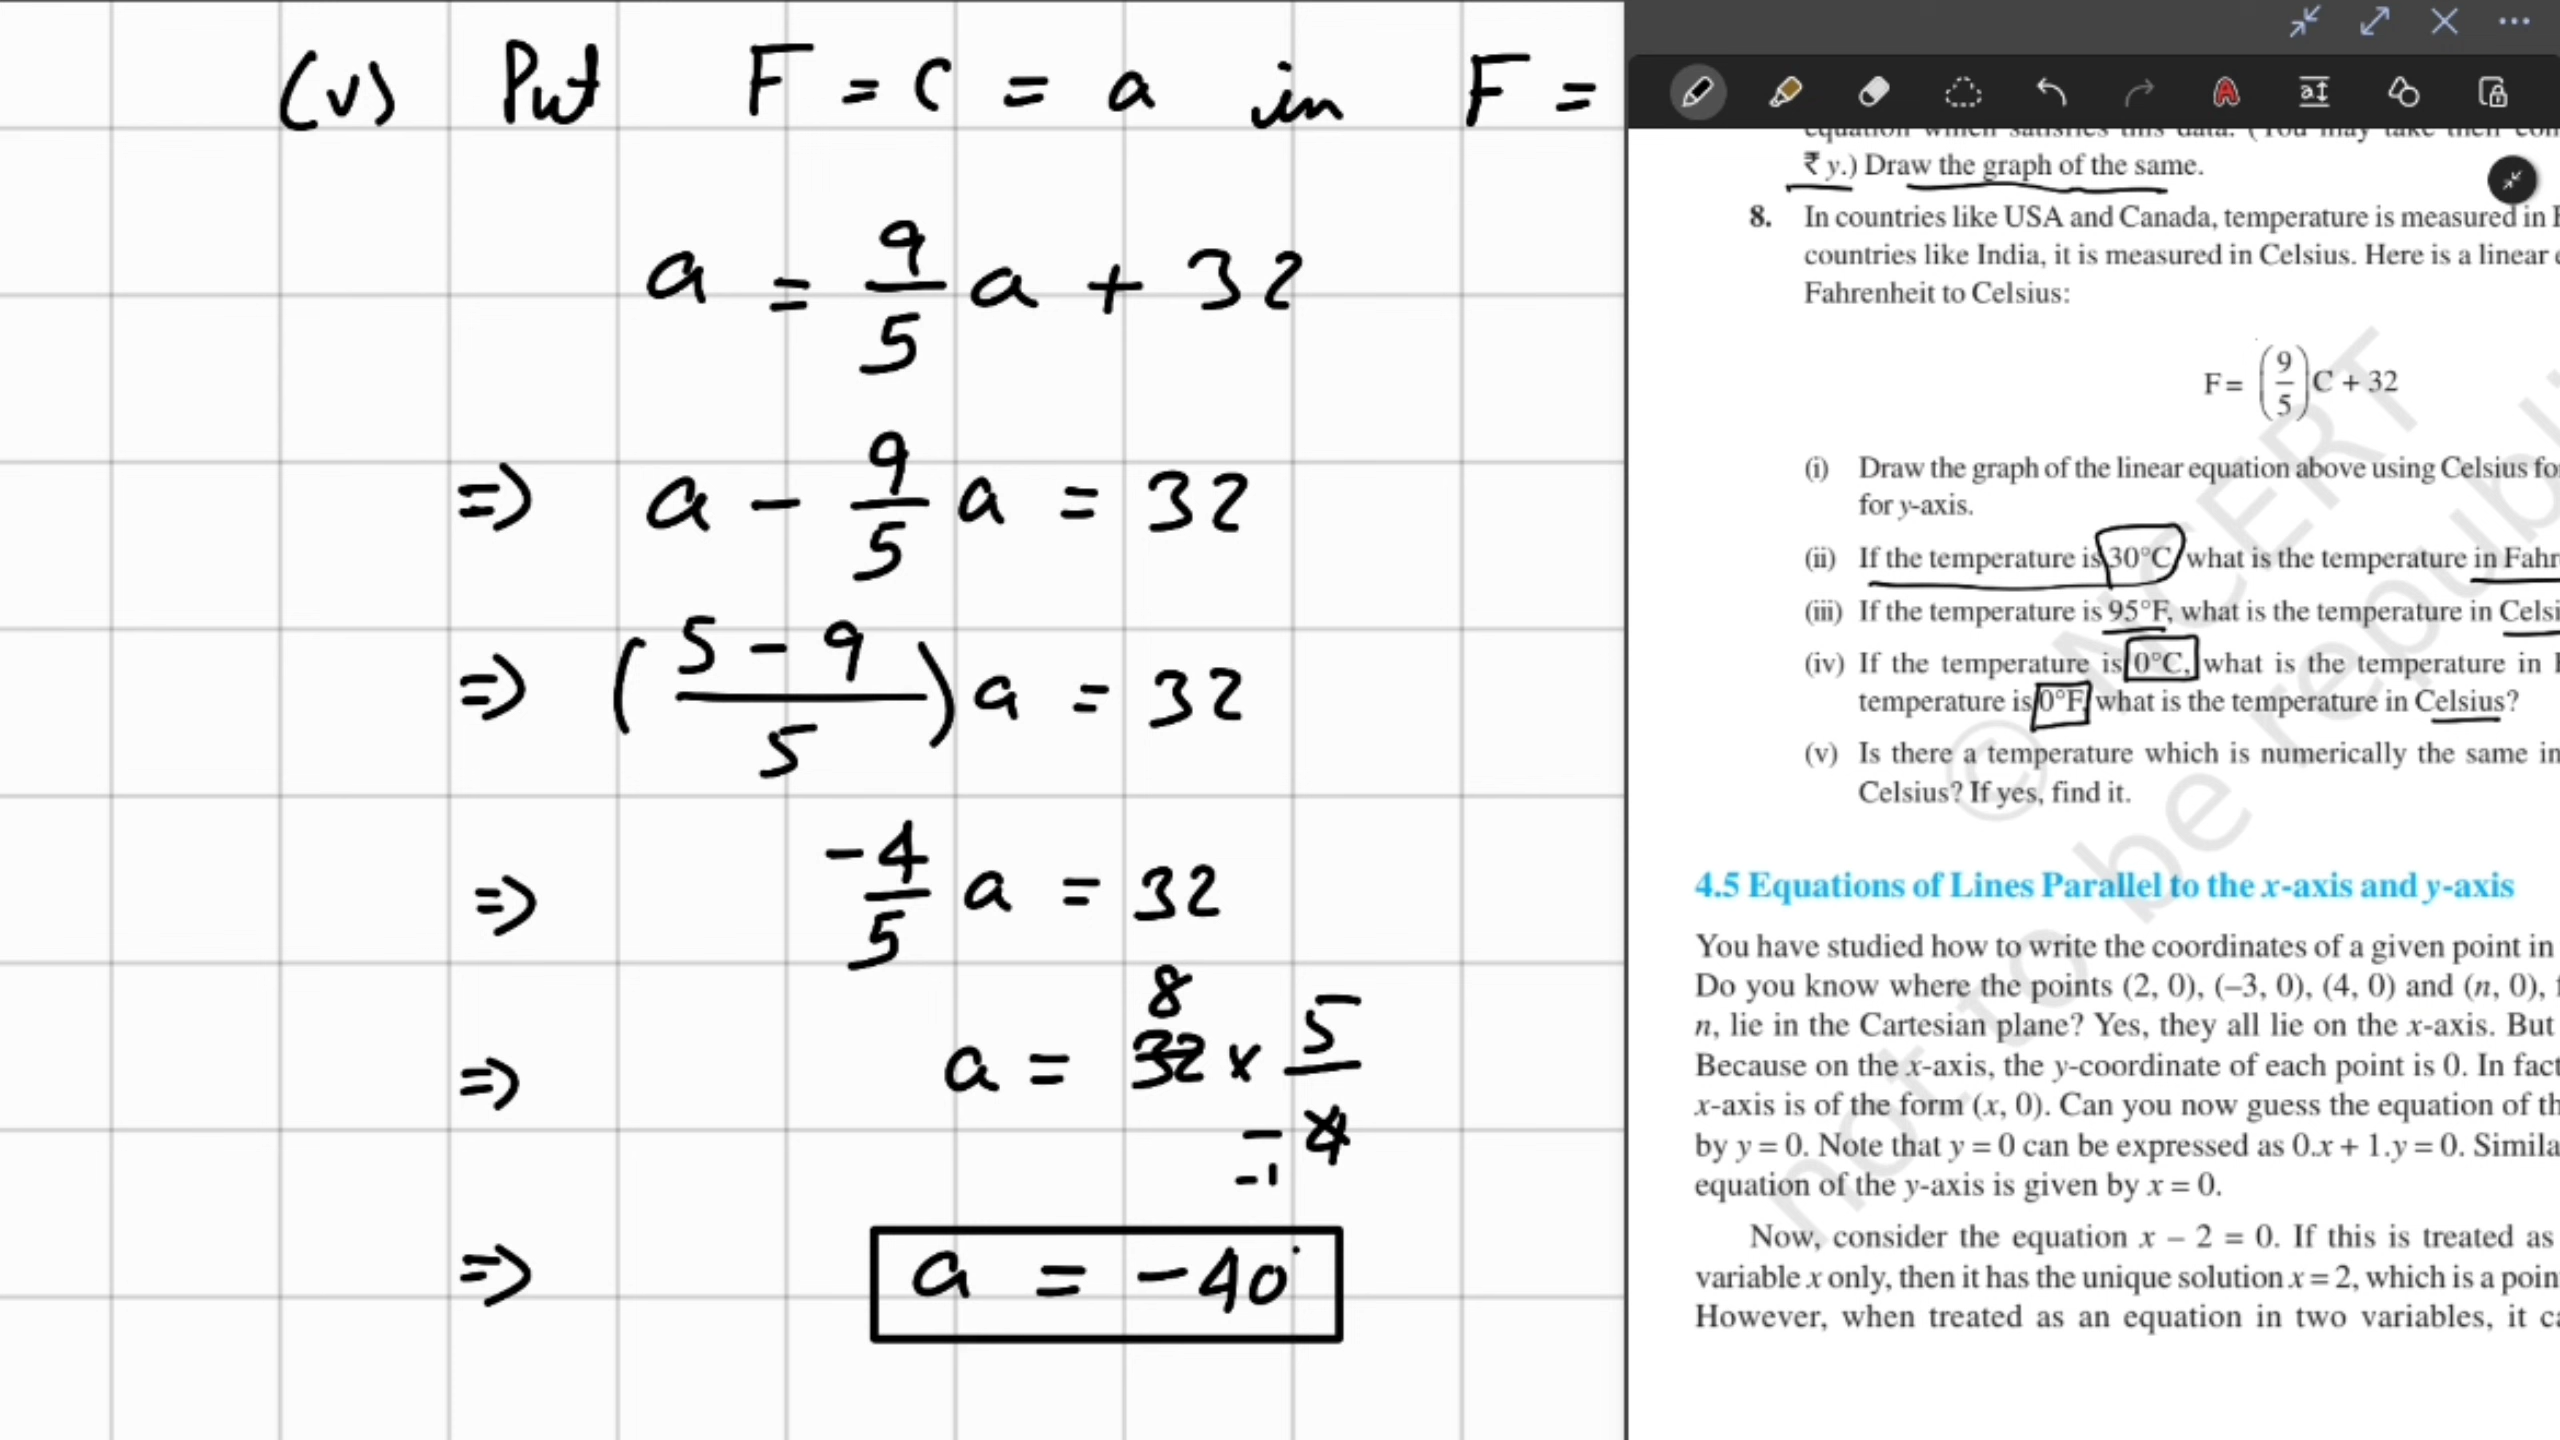 (v) Put F = C = a in F =
a = 9/5 a + 32
=> a - 9/5 a = 32
=> (5 - 9 / 5) a = 32
=> -4/5 a = 32
8
=> a = 32 x 5 / -4
-1
=> a = -40°
equation which satisfies this data. (You may take
₹ y.) Draw the graph of the same.
8. In countries like USA and Canada, temperature is measured in
countries like India, it is measured in Celsius. Here is a linear
Fahrenheit to Celsius:
F = (9/5) C + 32
(i) Draw the graph of the linear equation above using Celsius
for y-axis.
(ii) If the temperature is 30°C, what is the temperature in Fahr
(iii) If the temperature is 95°F, what is the temperature in Celsi
(iv) If the temperature is 0°C, what is the temperature in
temperature is 0°F, what is the temperature in Celsius?
(v) Is there a temperature which is numerically the same in
Celsius? If yes, find it.
4.5 Equations of Lines Parallel to the x-axis and y-axis
You have studied how to write the coordinates of a given point in
Do you know where the points (2, 0), (–3, 0), (4, 0) and (n, 0),
n, lie in the Cartesian plane? Yes, they all lie on the x-axis. But
Because on the x-axis, the y-coordinate of each point is 0. In fact
x-axis is of the form (x, 0). Can you now guess the equation of th
by y = 0. Note that y = 0 can be expressed as 0.x + 1.y = 0. Simila
equation of the y-axis is given by x = 0.
Now, consider the equation x – 2 = 0. If this is treated as
variable x only, then it has the unique solution x = 2, which is a poin
However, when treated as an equation in two variables, it
© NCERT
not to be republi